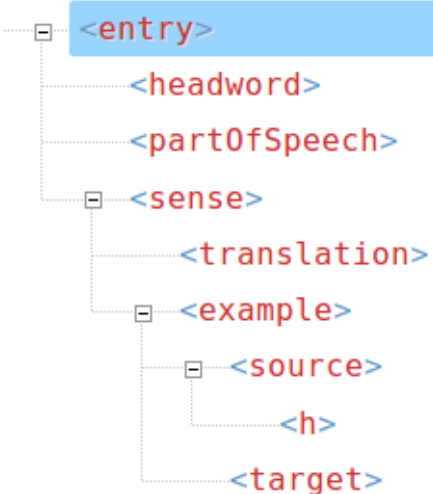 <entry>
<headword>
<partOfSpeech>
<sense>
<translation>
<example>
<source>
<h>
<target>